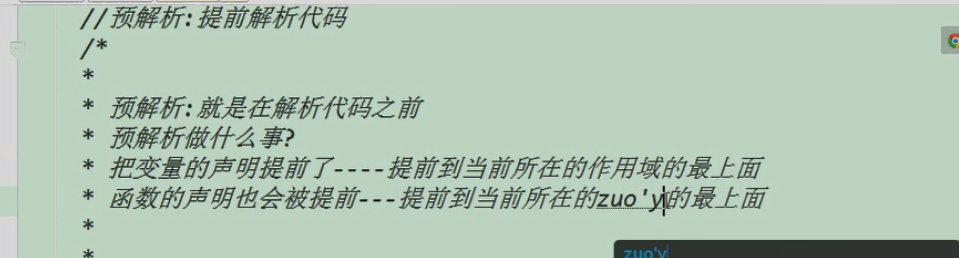 //预解析:提前解析代码
/*
*
* 预解析:就是在解析代码之前
* 预解析做什么事?
* 把变量的声明提前了----提前到当前所在的作用域的最上面
* 函数的声明也会被提前---提前到当前所在的zuo'y的最上面
*
*
zuo'y